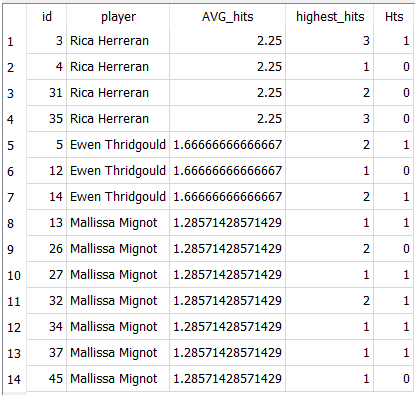 id player AVG_hits highest_hits Hts
1 3 Rica Herreran 2.25 3 1
2 4 Rica Herreran 2.25 1 0
3 31 Rica Herreran 2.25 2 0
4 35 Rica Herreran 2.25 3 0
5 5 Ewen Thridgould 1.66666666666667 2 1
6 12 Ewen Thridgould 1.66666666666667 1 0
7 14 Ewen Thridgould 1.66666666666667 2 1
8 13 Mallissa Mignot 1.28571428571429 1 1
9 26 Mallissa Mignot 1.28571428571429 2 0
10 27 Mallissa Mignot 1.28571428571429 1 1
11 32 Mallissa Mignot 1.28571428571429 2 1
12 34 Mallissa Mignot 1.28571428571429 1 1
13 37 Mallissa Mignot 1.28571428571429 1 1
14 45 Mallissa Mignot 1.28571428571429 1 0